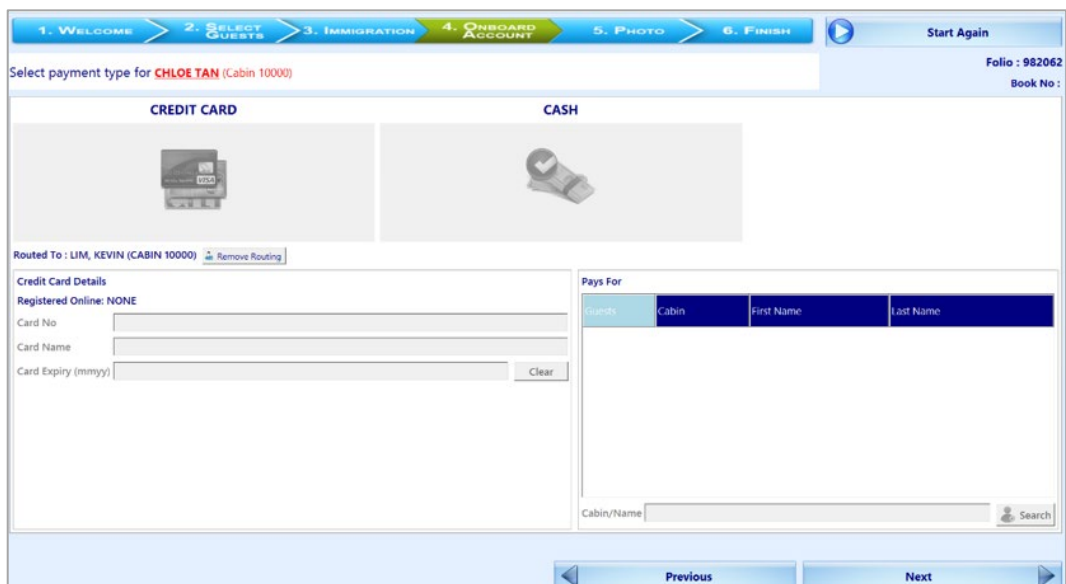 1. WELCOME 2. SELECT GUESTS 3. IMMIGRATION 4. ONBOARD ACCOUNT 5. PHOTO 6. FINISH Start Again
Select payment type for CHLOE TAN (Cabin 10000)
Folio : 982062
Book No :
CREDIT CARD CASH
VISA
Routed To : LIM, KEVIN (CABIN 10000) Remove Routing
Credit Card Details
Registered Online: NONE
Card No
Card Name
Card Expiry (mmyy) Clear
Pays For
Guests Cabin First Name Last Name
Cabin/Name Search
Previous Next